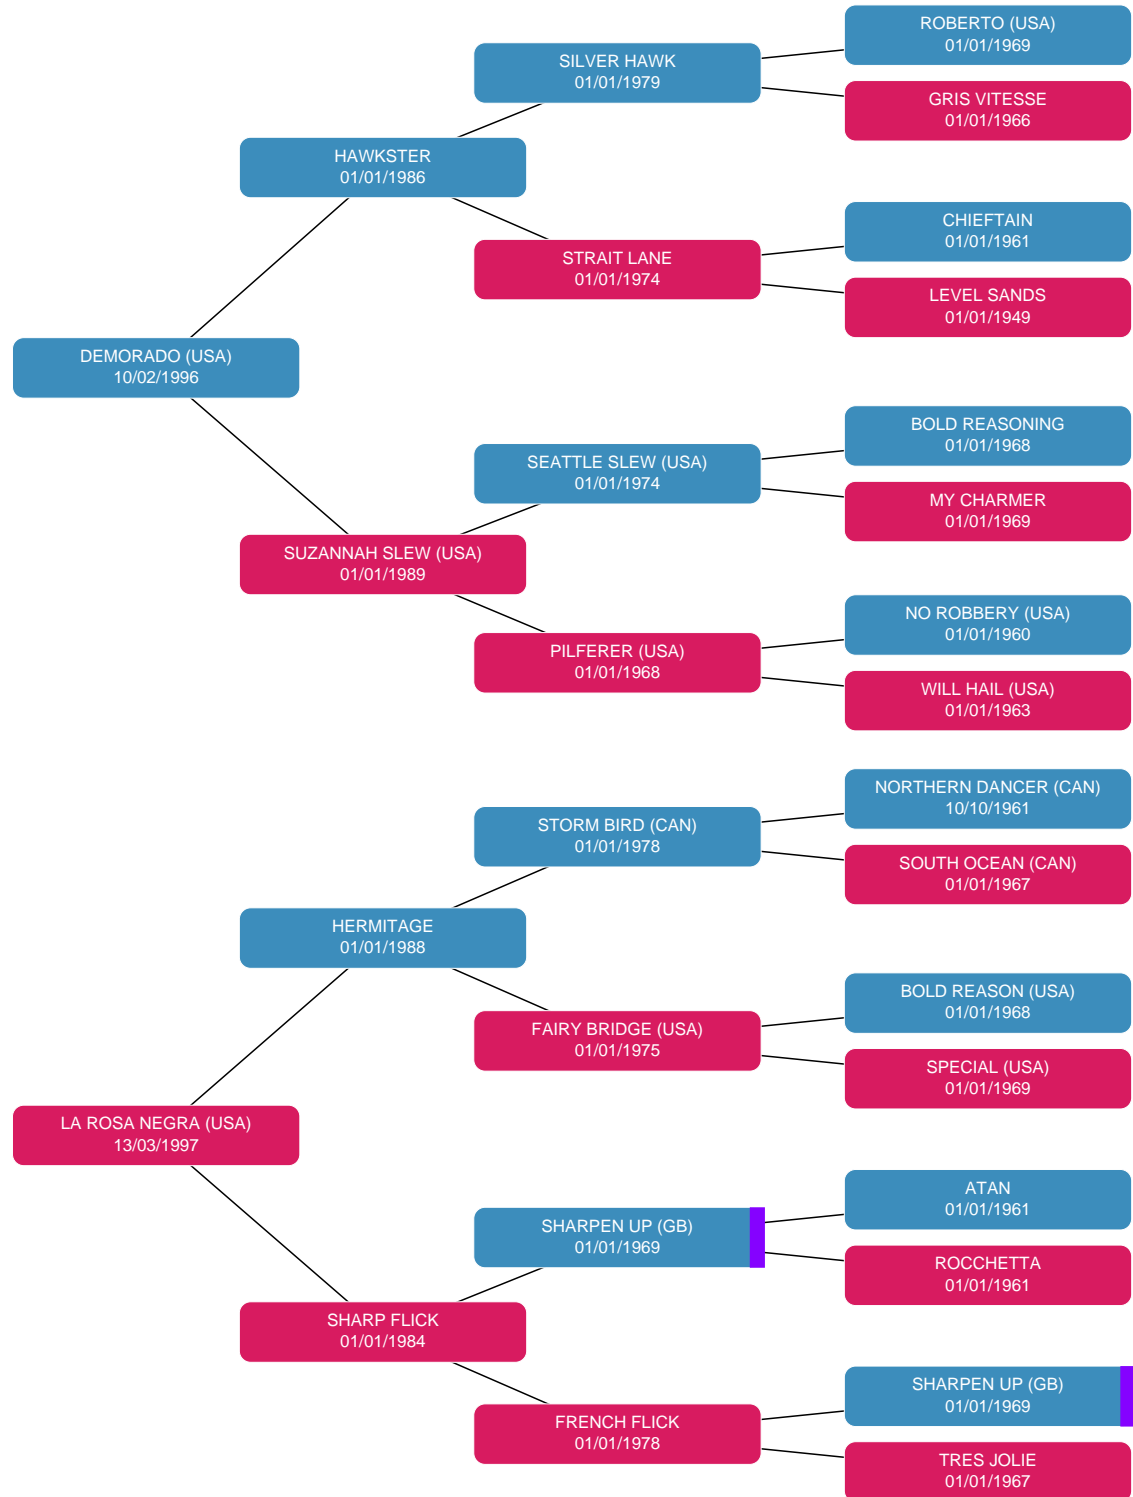 ROBERTO (USA)
01/01/1969
SILVER HAWK
01/01/1979
GRIS VITESSE
01/01/1966
HAWKSTER
01/01/1986
CHIEFTAIN
01/01/1961
STRAIT LANE
01/01/1974
LEVEL SANDS
01/01/1949
DEMORADO (USA)
10/02/1996
BOLD REASONING
01/01/1968
SEATTLE SLEW (USA)
01/01/1974
MY CHARMER
01/01/1969
SUZANNAH SLEW (USA)
01/01/1989
NO ROBBERY (USA)
01/01/1960
PILFERER (USA)
01/01/1968
WILL HAIL (USA)
01/01/1963
NORTHERN DANCER (CAN)
10/10/1961
STORM BIRD (CAN)
01/01/1978
SOUTH OCEAN (CAN)
01/01/1967
HERMITAGE
01/01/1988
BOLD REASON (USA)
01/01/1968
FAIRY BRIDGE (USA)
01/01/1975
SPECIAL (USA)
01/01/1969
LA ROSA NEGRA (USA)
13/03/1997
ATAN
01/01/1961
SHARPEN UP (GB)
01/01/1969
ROCCHETTA
01/01/1961
SHARP FLICK
01/01/1984
SHARPEN UP (GB)
01/01/1969
FRENCH FLICK
01/01/1978
TRES JOLIE
01/01/1967